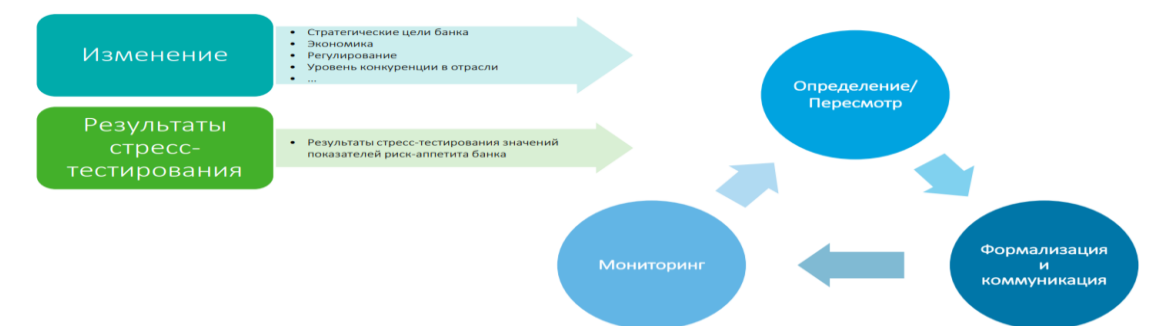 Изменение
• Стратегические цели банка
• Экономика
• Регулирование
• Уровень конкуренции в отрасли
• ...
Результаты
стресс-
тестирования
• Результаты стресс-тестирования значений
показателей риск-аппетита банка
Определение/
Пересмотр
Мониторинг
Формализация
и
коммуникация